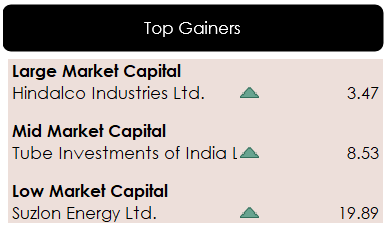 Top Gainers
Large Market Capital
Hindalco Industries Ltd. 3.47
Mid Market Capital
Tube Investments of India L 8.53
Low Market Capital
Suzlon Energy Ltd. 19.89